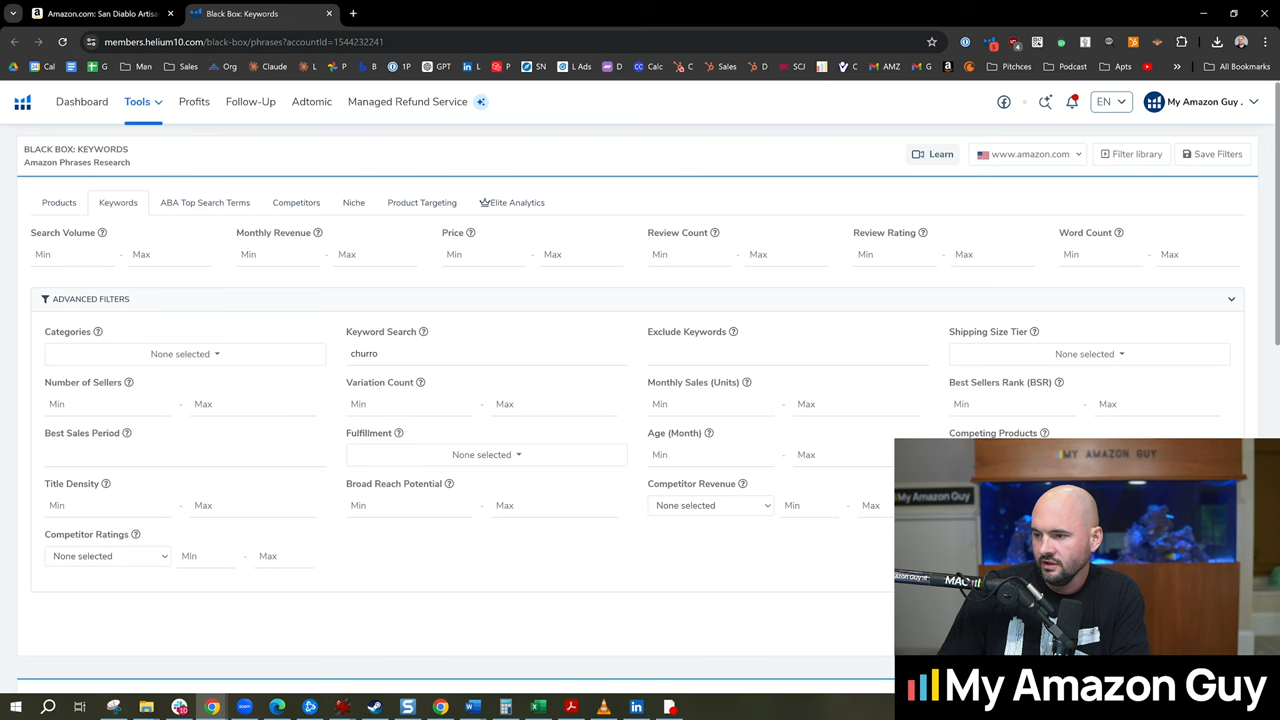 Amazon.com: San Diablo Artisa
Black Box: Keywords
members.helium10.com/black-box/phrases?accountId=1544232241
Cal
G
Man
Sales
Org
Claude
P
B
1P
GPT
L
P
SN
L Ads
D
Calc
C
Sales
D
SCJ
C
AMZ
G
Pitchces
Podcast
Apts
All Bookmarks
Dashboard
Tools
Profits
Follow-Up
Adtomic
Managed Refund Service
EN
My Amazon Guy .
BLACK BOX: KEYWORDS
Amazon Phrases Research
Learn
www.amazon.com
Filter library
Save Filters
Products
Keywords
ABA Top Search Terms
Competitors
Niche
Product Targeting
Elite Analytics
Search Volume
Monthly Revenue
Price
Review Count
Review Rating
Word Count
Min - Max
Min - Max
Min - Max
Min - Max
Min - Max
Min - Max
ADVANCED FILTERS
Categories
Keyword Search
Exclude Keywords
Shipping Size Tier
None selected
churro
None selected
Number of Sellers
Variation Count
Monthly Sales (Units)
Best Sellers Rank (BSR)
Min - Max
Min - Max
Min - Max
Min - Max
Best Sales Period
Fulfillment
Age (Month)
Competing Products
None selected
Min - Max
Title Density
Broad Reach Potential
Competitor Revenue
Min - Max
Min - Max
None selected
Min - Max
Competitor Ratings
None selected
Min - Max
MY AMAZON GUY
Amazon Guy
Amazon Guy
MAG
My Amazon Guy